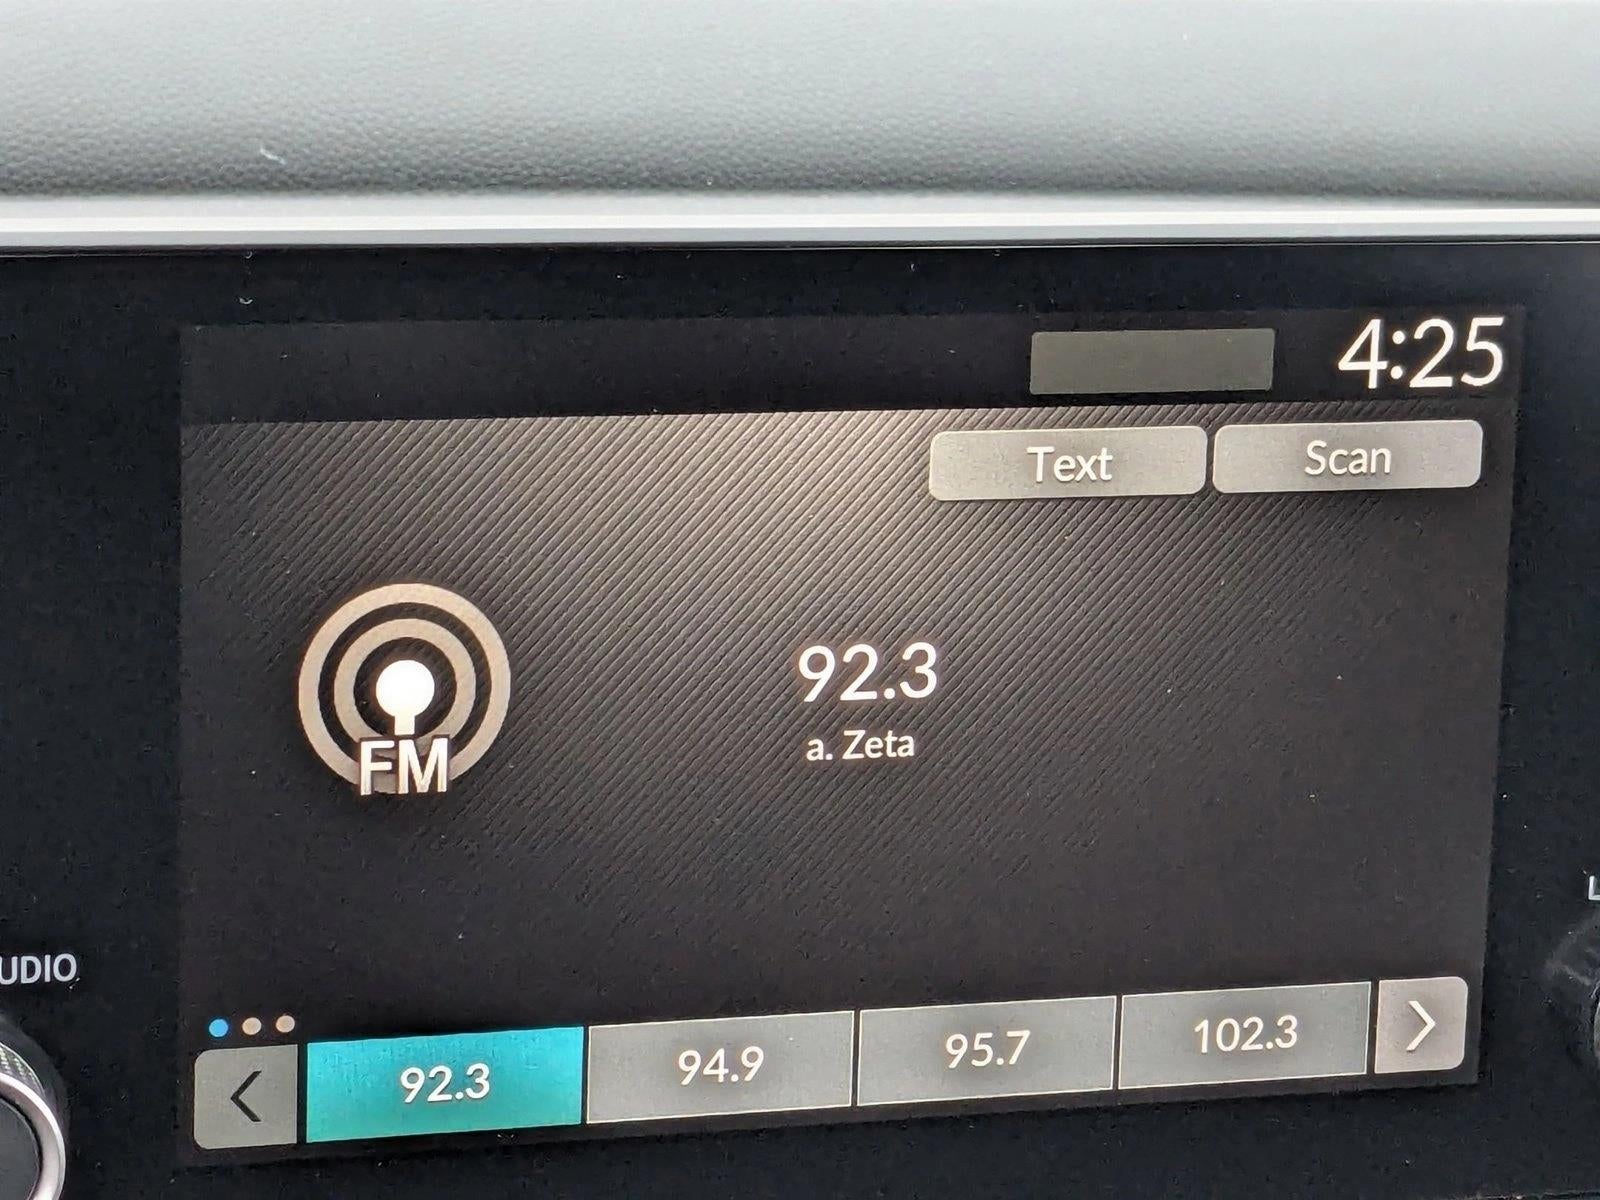 4:25
Text Scan
92.3
a. Zeta
FM
UDIO
92.3 94.9 95.7 102.3